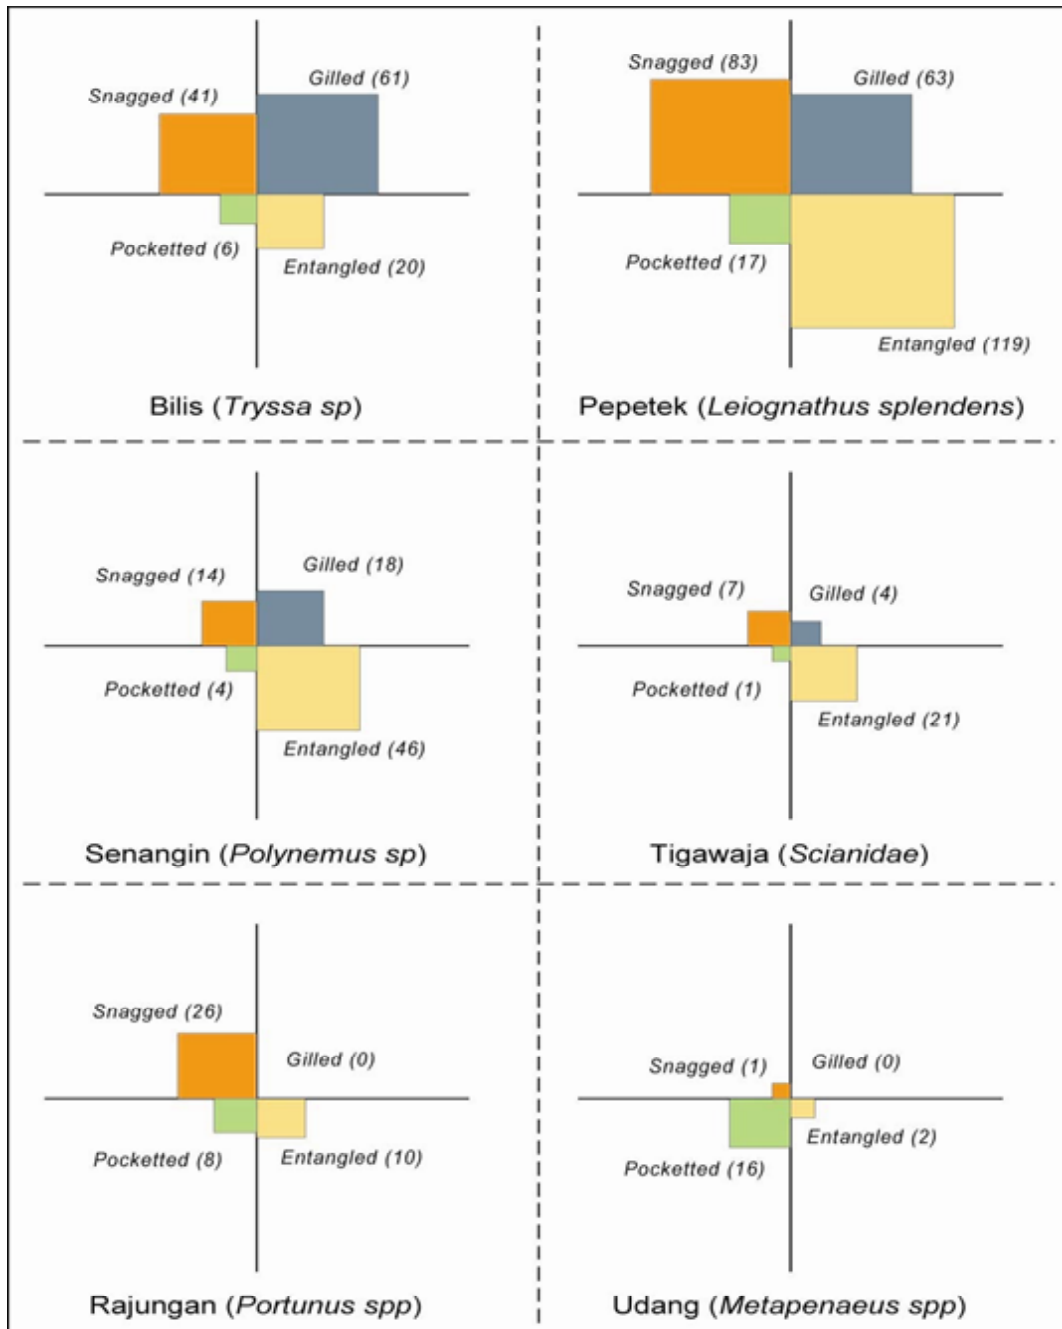 Snagged (41)
Gilled (61)
Pocketted (6)
Entangled (20)
Bilis (Tryssa sp)
Snagged (83)
Gilled (63)
Pocketted (17)
Entangled (119)
Pepetek (Leiognathus splendens)
Snagged (14)
Gilled (18)
Pocketted (4)
Entangled (46)
Senangin (Polynemus sp)
Snagged (7)
Gilled (4)
Pocketted (1)
Entangled (21)
Tigawaja (Scianidae)
Snagged (26)
Gilled (0)
Pocketted (8)
Entangled (10)
Rajungan (Portunus spp)
Snagged (1)
Gilled (0)
Pocketted (16)
Entangled (2)
Udang (Metapenaeus spp)